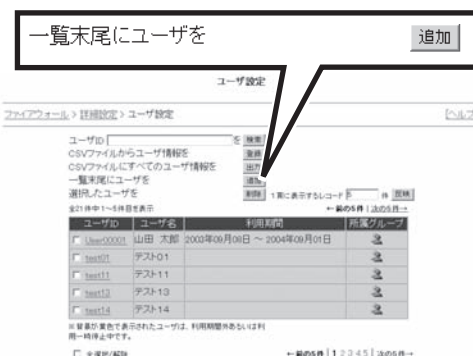 一覧末尾にユーザを 追加
ユーザ設定
ファイアウォール > 詳細設定 > ユーザ設定 [ヘルプ
ユーザID を 検索
CSVファイルからユーザ情報を 登録
CSVファイルにすべてのユーザ情報を 出力
一覧末尾にユーザを 追加
選択したユーザを 削除 1頁に表示するレコード 5 件 反映
全21件中1~5件目を表示 ←前の5件 | 次の5件→
ユーザID ユーザ名 利用期間 所属グループ
User00001 山田 太郎 2003年09月08日 ~ 2004年09月01日
test01 テスト01
test11 テスト11
test13 テスト13
test14 テスト14
※背景が黄色で表示されたユーザは、利用期間外あるいは利
用一時停止中です。
全選択/解除 ←前の5件 | 1 2 3 4 5 | 次の5件→